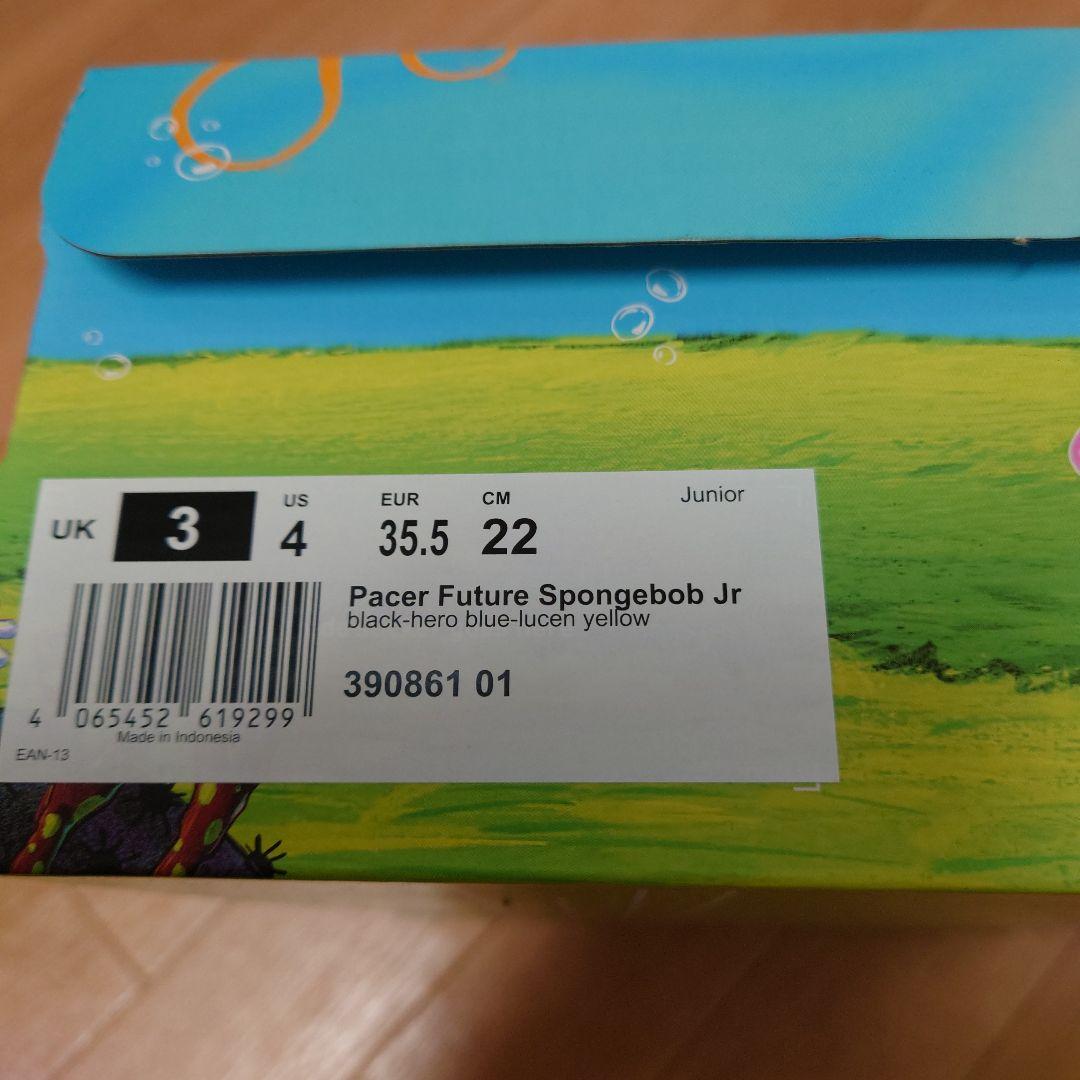 UK 3 US 4 EUR 35.5 CM 22 Junior
Pacer Future Spongebob Jr
black-hero blue-lucen yellow
390861 01
4 065452 619299
Made in Indonesia
EAN-13